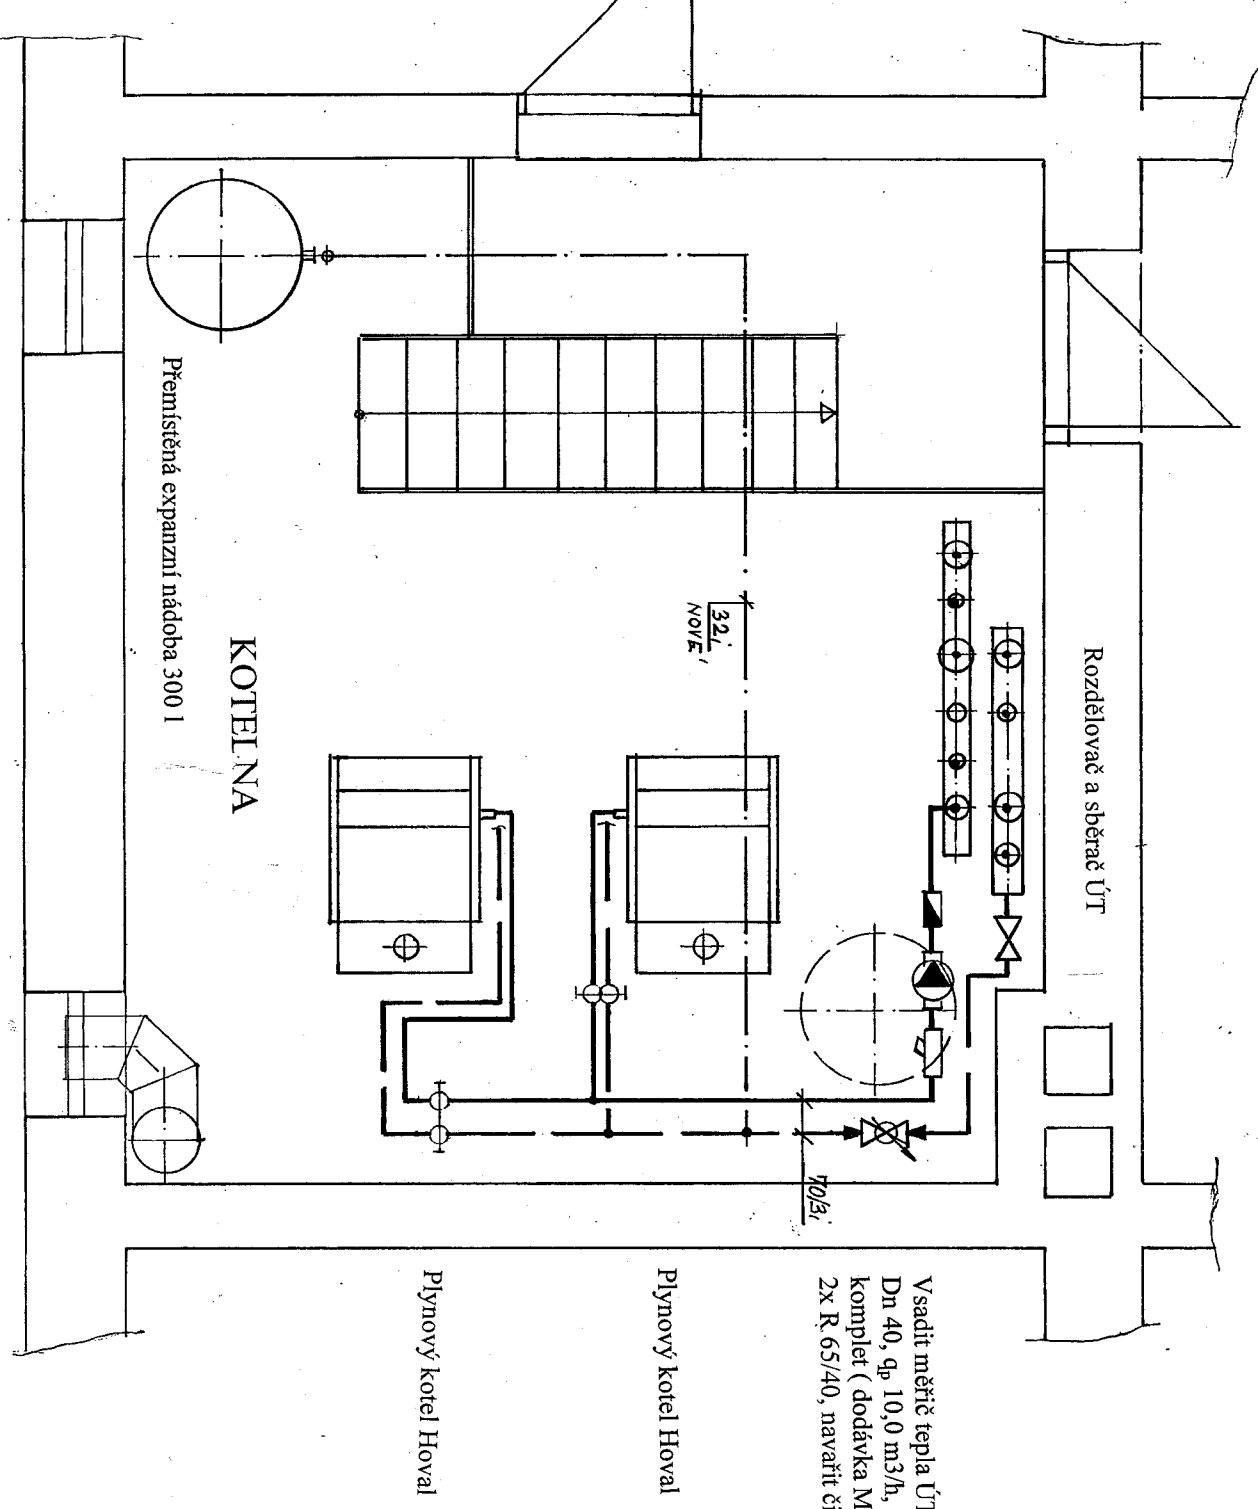 Rozdělovač a sběrač ÚT
32,
NOVÉ
KOTELNA
Přemístěná expanzní nádoba 300 l
70/3,
Vsadit měřič tepla ÚT
Dn 40, qp 10,0 m3/h,
komplet ( dodávka M
2x R 65/40, navařit
Plynový kotel Hoval
Plynový kotel Hoval